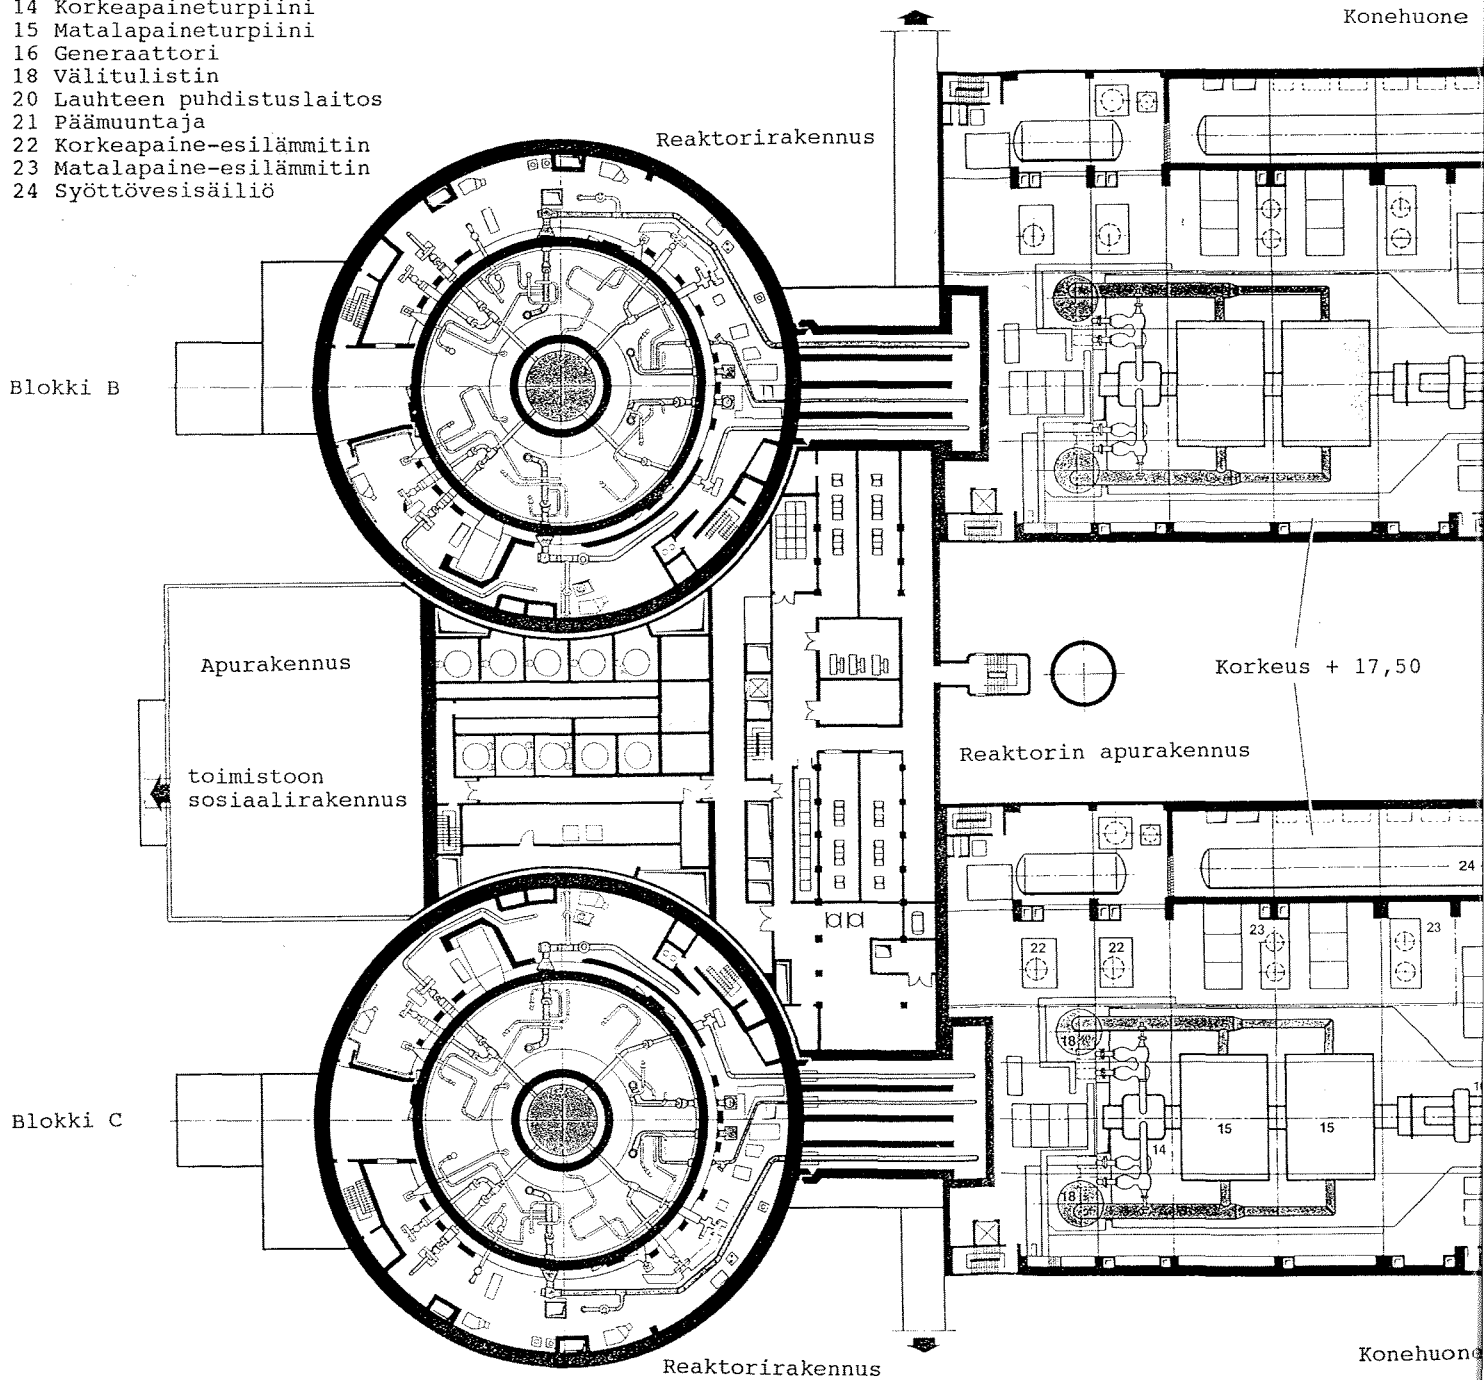 14 Korkeapaineturpiini
15 Matalapaineturpiini
16 Generaattori
18 Välitulistin
20 Lauhteen puhdistuslaitos
21 Päämuuntaja
22 Korkeapaine-esilämmitin
23 Matalapaine-esilämmitin
24 Syöttövesisäiliö
Konehuone
Reaktorirakennus
Blokki B
Apurakennus
Korkeus + 17,50
Reaktorin apurakennus
toimistoon
sosiaalirakennus
24
23
23
22
22
18
15
15
14
18
Blokki C
Reaktorirakennus